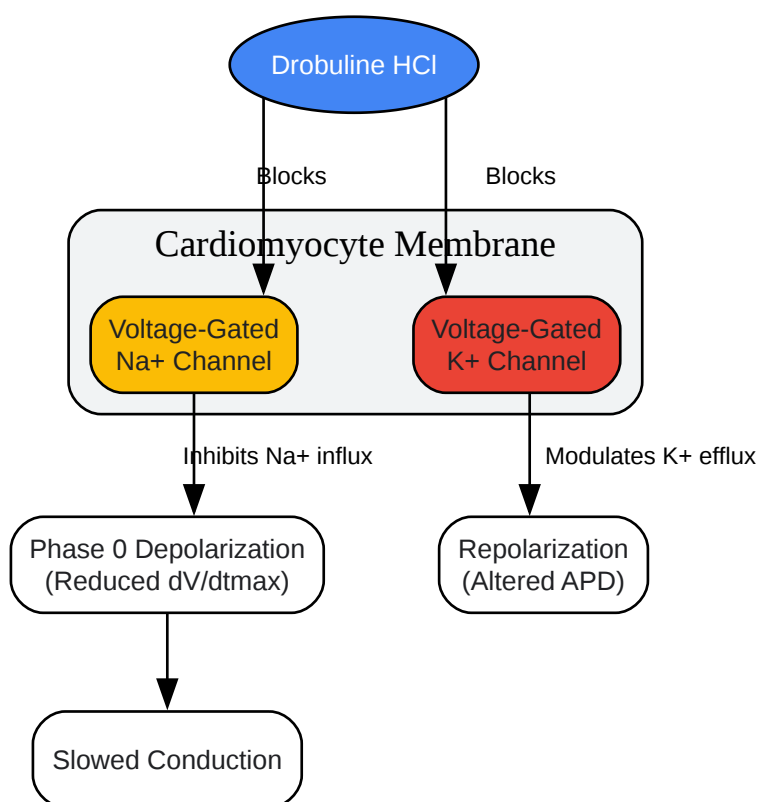 Drobuline HCl
Blocks
Blocks
Cardiomyocyte Membrane
Voltage-Gated
Na+ Channel
Voltage-Gated
K+ Channel
Inhibits Na+ influx
Modulates K+ efflux
Phase 0 Depolarization
(Reduced dV/dtmax)
Repolarization
(Altered APD)
Slowed Conduction